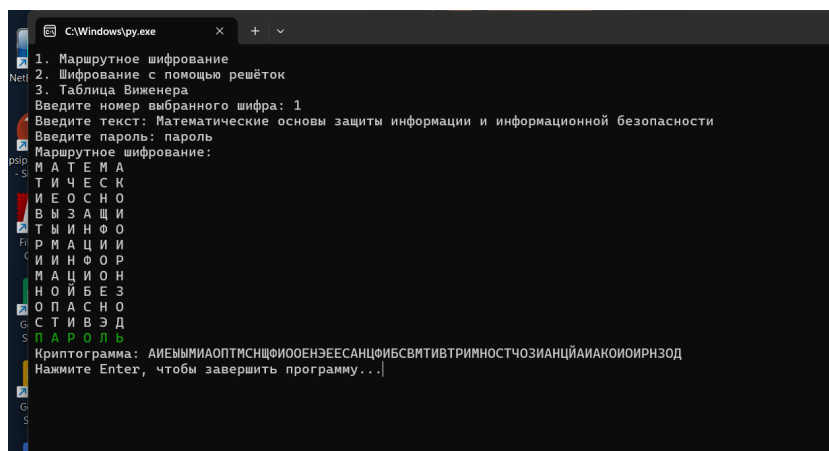 C:\Windows\py.exe
1. Маршрутное шифрование
2. Шифрование с помощью решёток
3. Таблица Виженера
Введите номер выбранного шифра: 1
Введите текст: Математические основы защиты информации и информационной безопасности
Введите пароль: пароль
Маршрутное шифрование:
М А Т Е М А
Т И Ч Е С К
И Е О С Н О
В Ы З А Щ И
Т Ы И Н Ф О
Р М А Ц И И
И И Н Ф О Р
М А Ц И О Н
Н О Й Б Е З
О П А С Н О
С Т И В Э Д
П А Р О Л Ь
Криптограмма: АИЕЫЫМИАОПТМСНЩФИООЕНЭЕЕСАНЦФИБСВМТИВТРИМНОСТЧОЗИАНЦЙАИАКОИОИРНЗОД
Нажмите Enter, чтобы завершить программу...